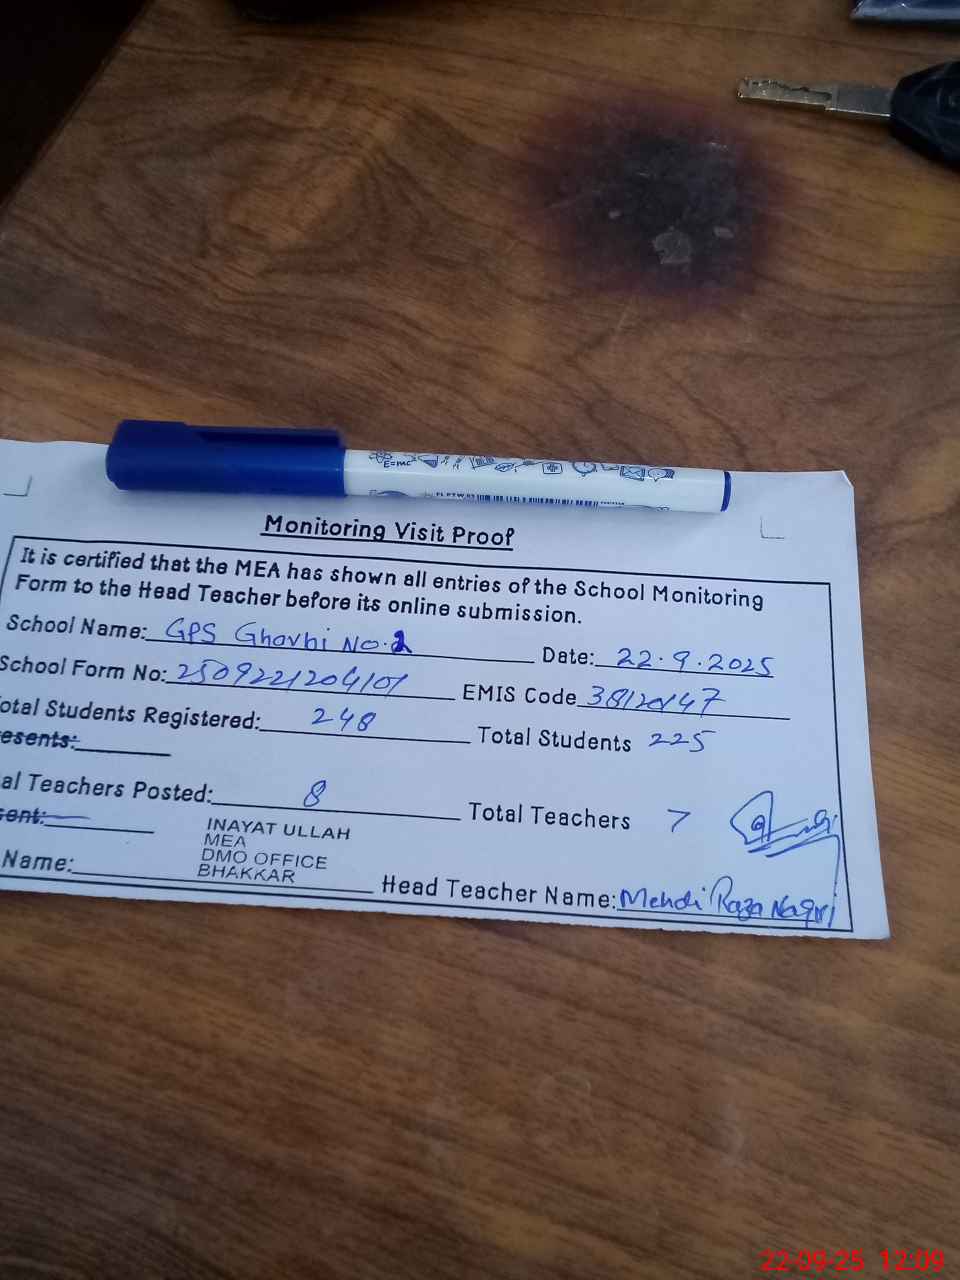 E=mc²
Monitoring Visit Proof
It is certified that the MEA has shown all entries of the School Monitoring
Form to the Head Teacher before its online submission.
School Name: GPS Gharbi No.2 Date: 22.9.2025
School Form No: 2509221204101 EMIS Code 38120147
otal Students Registered: 248 Total Students 225
esents:
al Teachers Posted: 8 Total Teachers 7
sent:
INAYAT ULLAH
MEA
DMO OFFICE
BHAKKAR
Name: Head Teacher Name: Mehdi Raza Naqvi
22-09-25 12:09